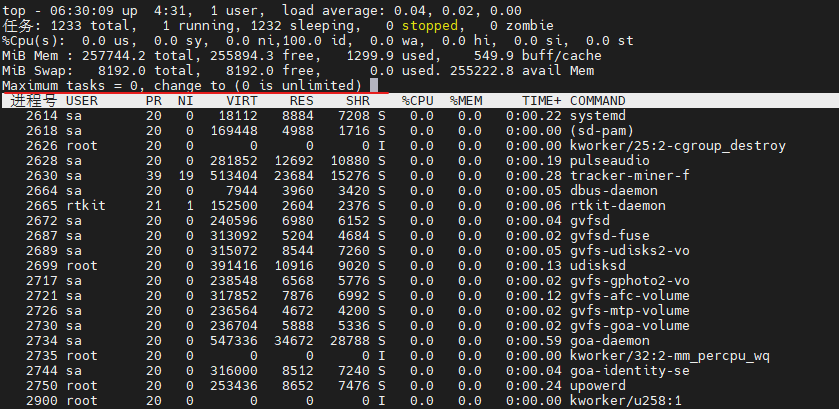 top - 06:30:09 up  4:31,  1 user,  load average: 0.04, 0.02, 0.00
任务: 1233 total,   1 running, 1232 sleeping,   0 stopped,   0 zombie
%Cpu(s):  0.0 us,  0.0 sy,  0.0 ni,100.0 id,  0.0 wa,  0.0 hi,  0.0 si,  0.0 st
MiB Mem : 257744.2 total, 255894.3 free,   1299.9 used,    549.9 buff/cache
MiB Swap:   8192.0 total,   8192.0 free,      0.0 used. 255222.8 avail Mem
Maximum tasks = 0, change to (0 is unlimited)
进程号 USER      PR  NI    VIRT    RES    SHR    %CPU  %MEM     TIME+ COMMAND
2614 sa        20   0   18112   8884   7208 S   0.0   0.0   0:00.22 systemd
2618 sa        20   0  169448   4988   1716 S   0.0   0.0   0:00.00 (sd-pam)
2626 root      20   0       0      0      0 I   0.0   0.0   0:00.00 kworker/25:2-cgroup_destroy
2628 sa        20   0  281852  12692  10880 S   0.0   0.0   0:00.19 pulseaudio
2630 sa        39  19  513404  23684  15276 S   0.0   0.0   0:00.28 tracker-miner-f
2664 sa        20   0    7944   3960   3420 S   0.0   0.0   0:00.05 dbus-daemon
2665 rtkit     21   1  152500   2604   2376 S   0.0   0.0   0:00.06 rtkit-daemon
2672 sa        20   0  240596   6980   6152 S   0.0   0.0   0:00.04 gvfsd
2687 sa        20   0  313092   5204   4684 S   0.0   0.0   0:00.02 gvfsd-fuse
2689 sa        20   0  315072   8544   7260 S   0.0   0.0   0:00.05 gvfs-udisks2-vo
2699 root      20   0  391416  10916   9020 S   0.0   0.0   0:00.13 udisksd
2717 sa        20   0  238548   6568   5776 S   0.0   0.0   0:00.02 gvfs-gphoto2-vo
2721 sa        20   0  317852   7876   6992 S   0.0   0.0   0:00.12 gvfs-afc-volume
2726 sa        20   0  236564   4672   4200 S   0.0   0.0   0:00.02 gvfs-mtp-volume
2730 sa        20   0  236704   5888   5336 S   0.0   0.0   0:00.02 gvfs-goa-volume
2734 sa        20   0  547336  34672  28788 S   0.0   0.0   0:00.59 goa-daemon
2735 root      20   0       0      0      0 I   0.0   0.0   0:00.00 kworker/32:2-mm_percpu_wq
2744 sa        20   0  316000   8512   7240 S   0.0   0.0   0:00.04 goa-identity-se
2750 root      20   0  253436   8652   7476 S   0.0   0.0   0:00.24 upowerd
2900 root      20   0       0      0      0 I   0.0   0.0   0:00.00 kworker/u258:1